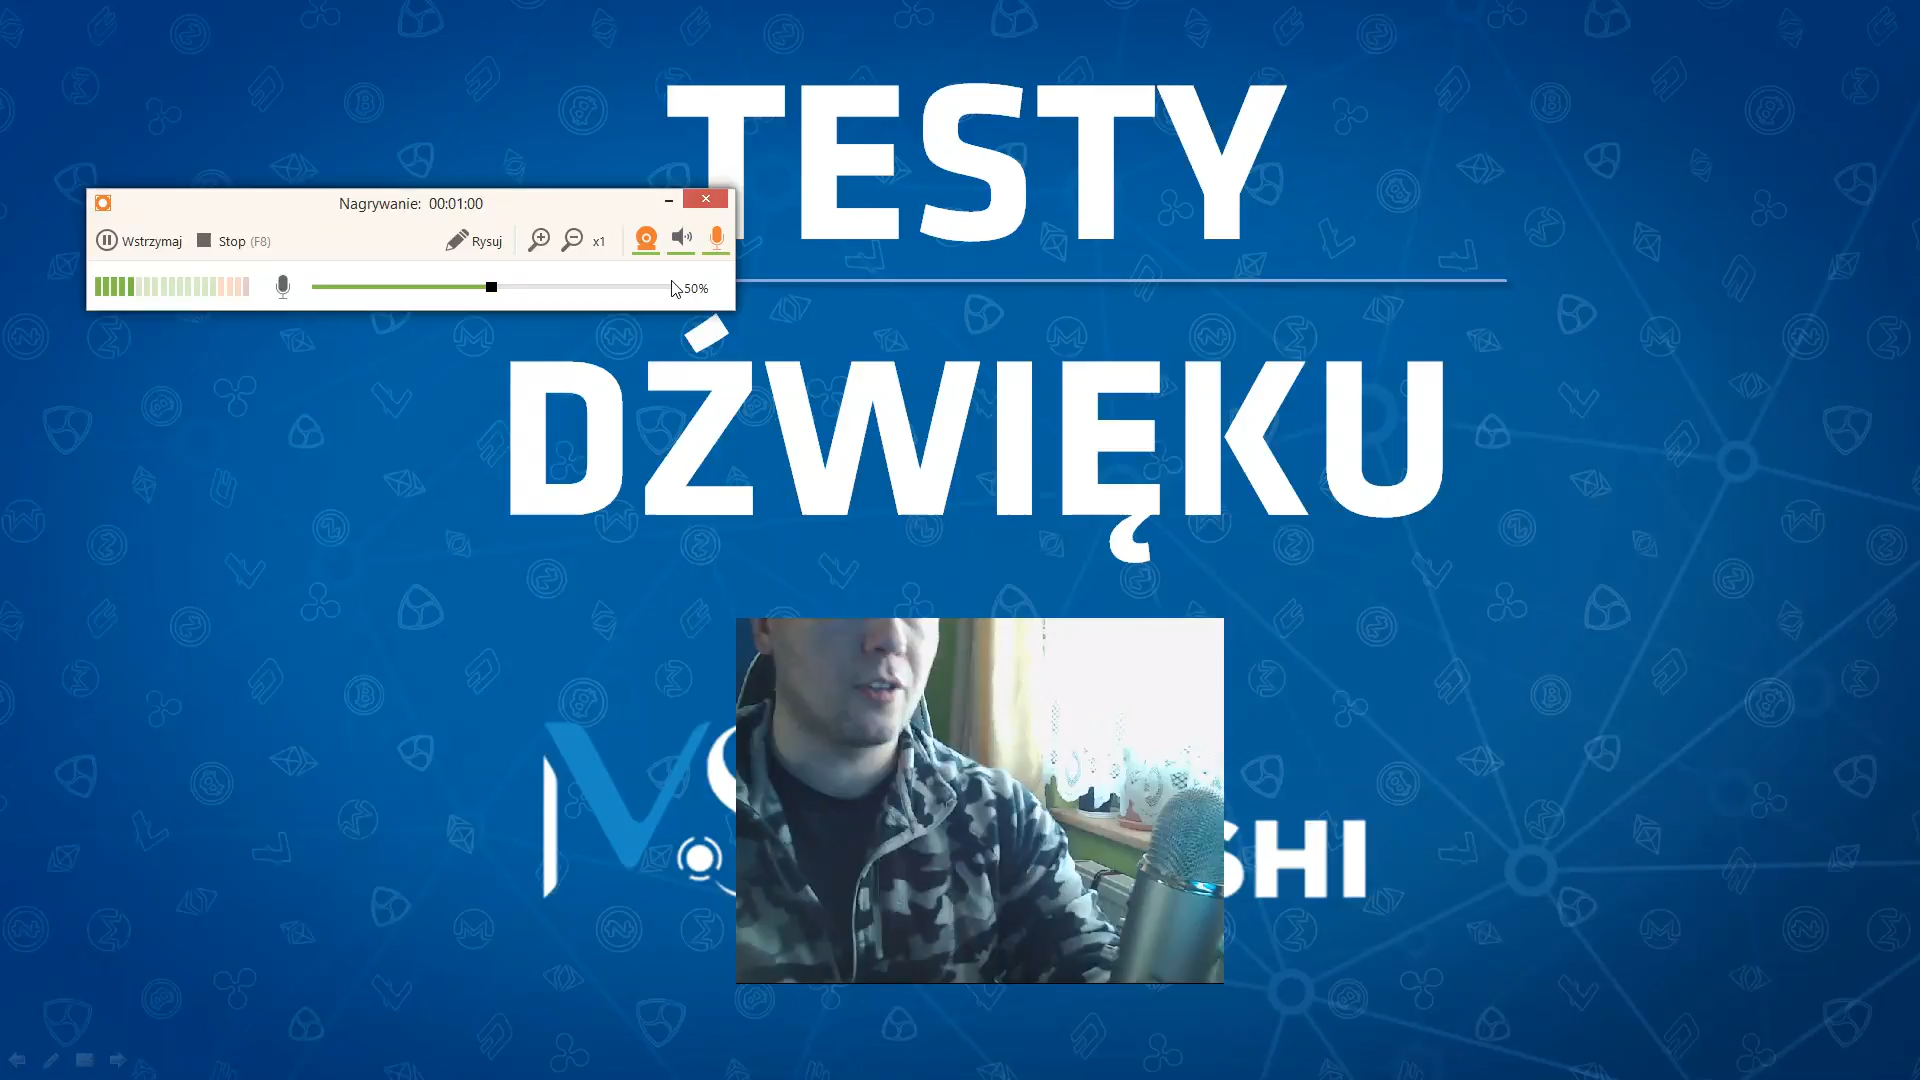 TESTY
Nagrywanie: 00:01:00
Wstrzymaj Stop (F8) Rysuj x1
50%
DŹWIĘKU
SHI